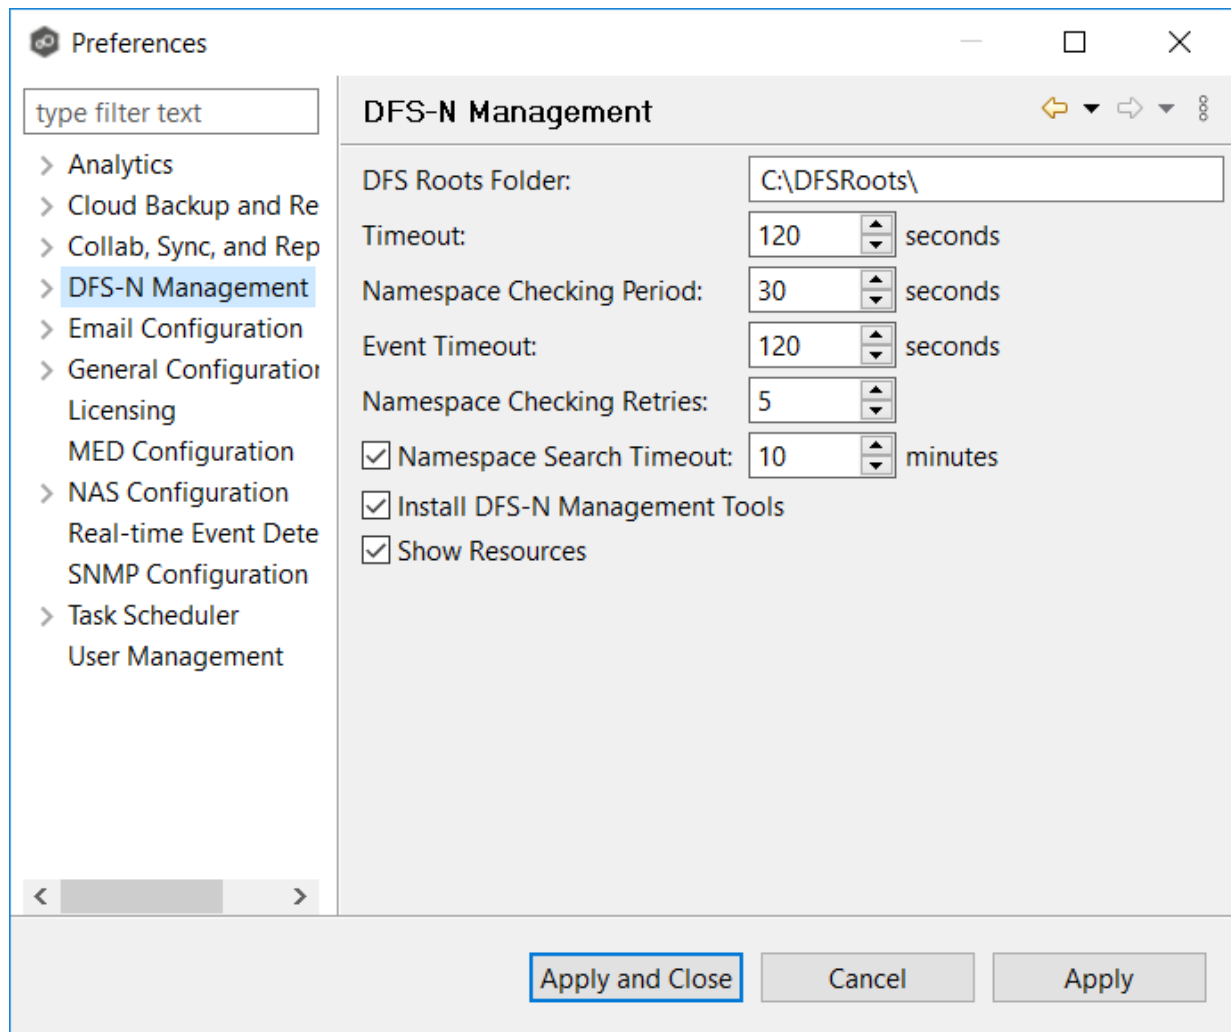 Preferences
type filter text
Analytics
Cloud Backup and Re
Collab, Sync, and Rep
DFS-N Management
Email Configuration
General Configuration
Licensing
MED Configuration
NAS Configuration
Real-time Event Dete
SNMP Configuration
Task Scheduler
User Management
DFS-N Management
DFS Roots Folder: C:\DFSRoots\
Timeout: 120 seconds
Namespace Checking Period: 30 seconds
Event Timeout: 120 seconds
Namespace Checking Retries: 5
Namespace Search Timeout: 10 minutes
Install DFS-N Management Tools
Show Resources
Apply and Close Cancel Apply